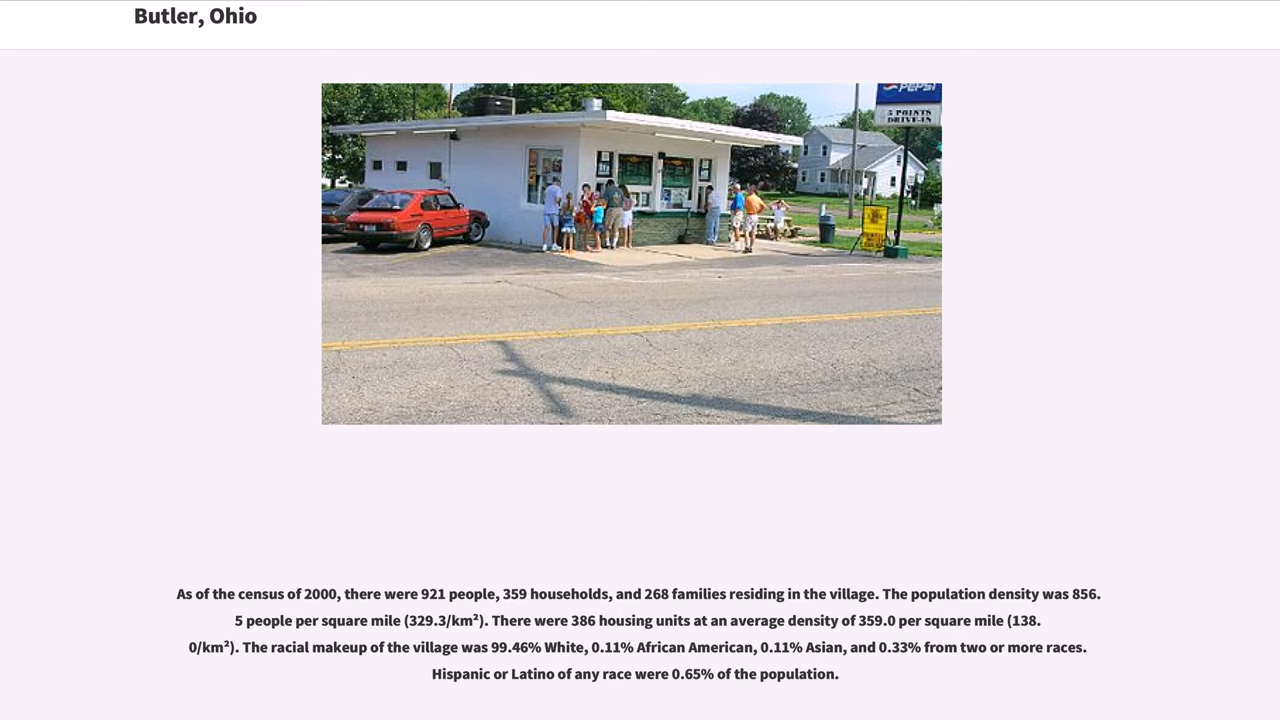 Butler, Ohio
PEPSI
5 POINTS
DRIVE-IN
As of the census of 2000, there were 921 people, 359 households, and 268 families residing in the village. The population density was 856.
5 people per square mile (329.3/km²). There were 386 housing units at an average density of 359.0 per square mile (138.
0/km²). The racial makeup of the village was 99.46% White, 0.11% African American, 0.11% Asian, and 0.33% from two or more races.
Hispanic or Latino of any race were 0.65% of the population.